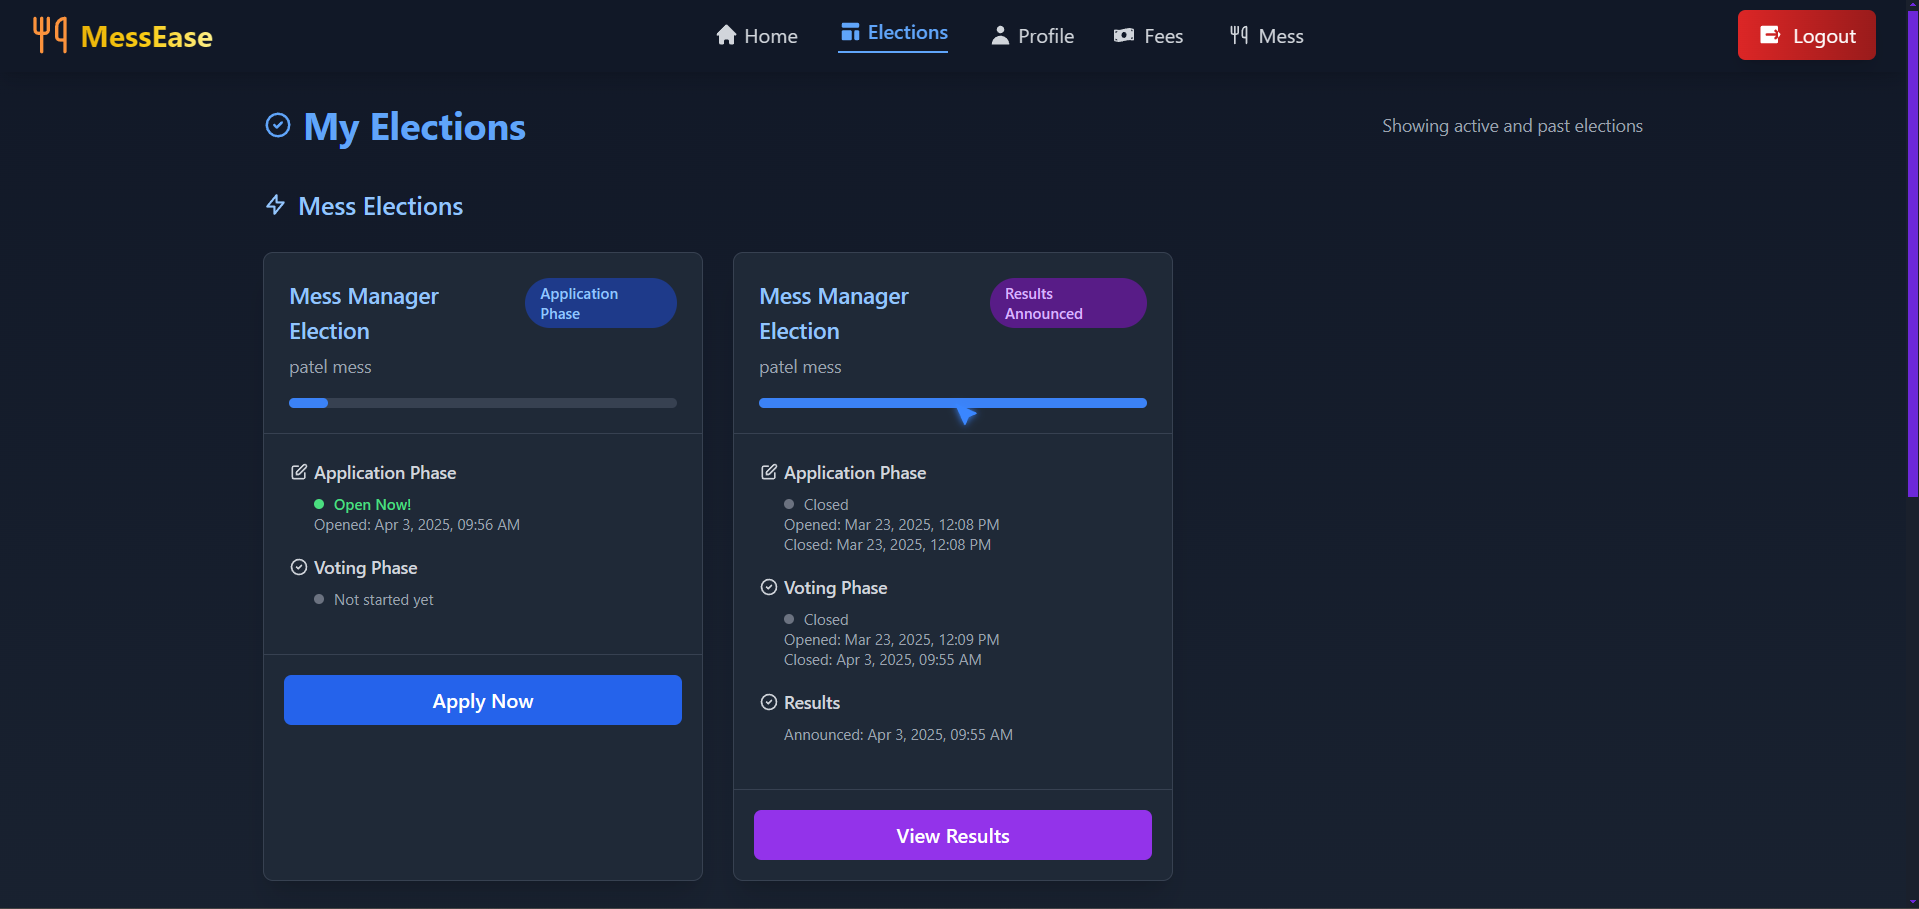 MessEase
Home
Elections
Profile
Fees
Mess
Logout
My Elections
Showing active and past elections
Mess Elections
Mess Manager
Election
Application
Phase
patel mess
Application Phase
Open Now!
Opened: Apr 3, 2025, 09:56 AM
Voting Phase
Not started yet
Apply Now
Mess Manager
Election
Results
Announced
patel mess
Application Phase
Closed
Opened: Mar 23, 2025, 12:08 PM
Closed: Mar 23, 2025, 12:08 PM
Voting Phase
Closed
Opened: Mar 23, 2025, 12:09 PM
Closed: Apr 3, 2025, 09:55 AM
Results
Announced: Apr 3, 2025, 09:55 AM
View Results